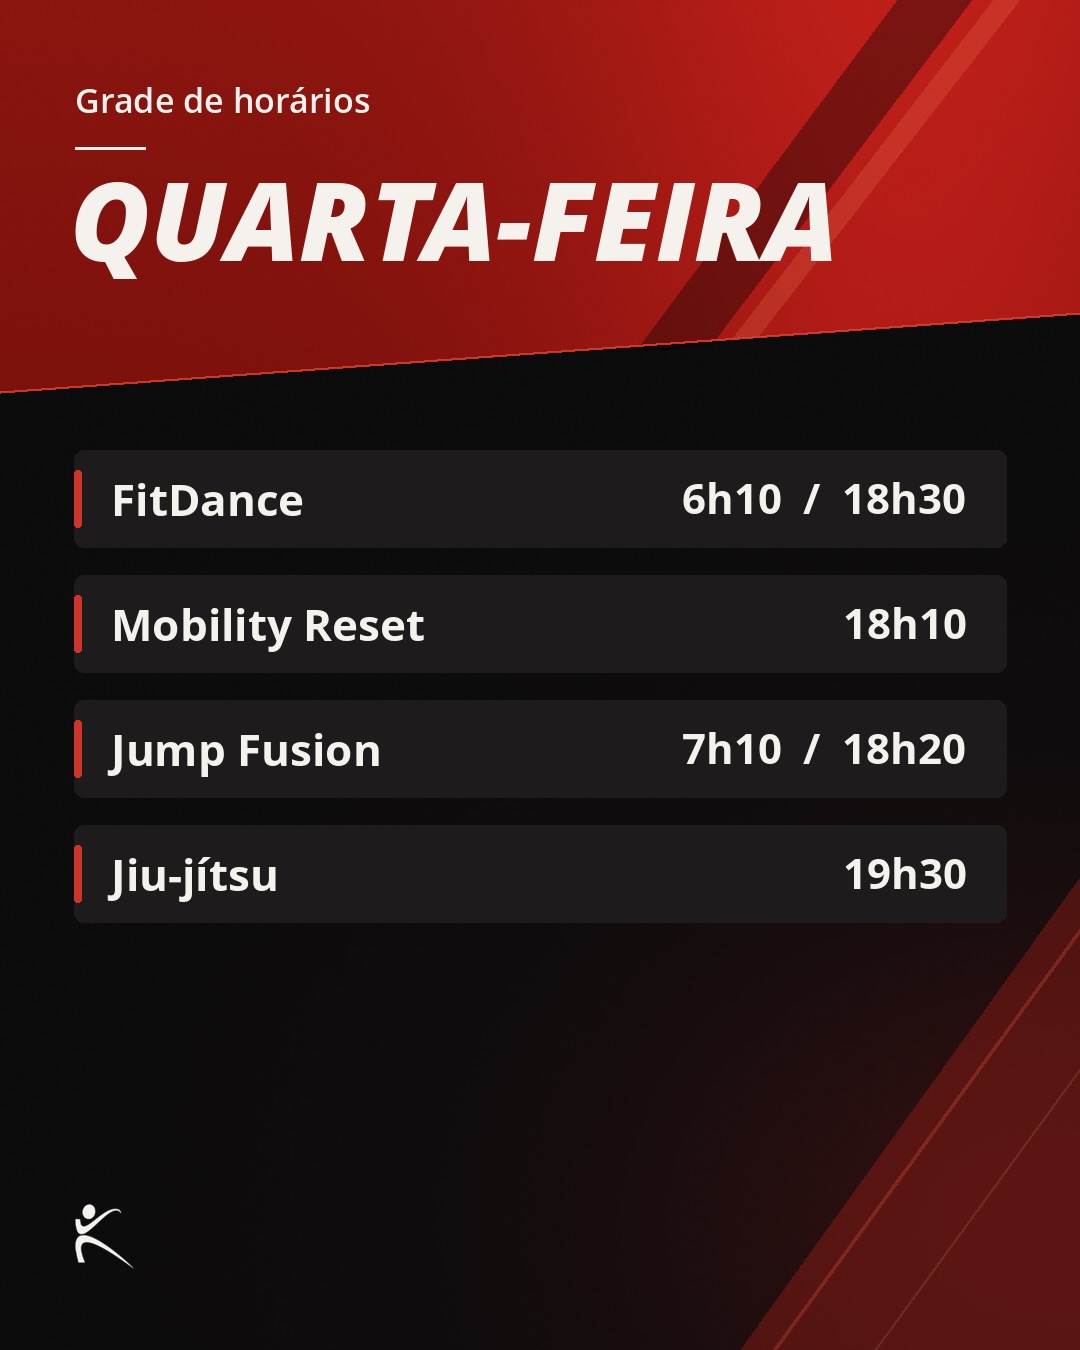 Grade de horários
QUARTA-FEIRA
FitDance 6h10 / 18h30
Mobility Reset 18h10
Jump Fusion 7h10 / 18h20
Jiu-jítsu 19h30